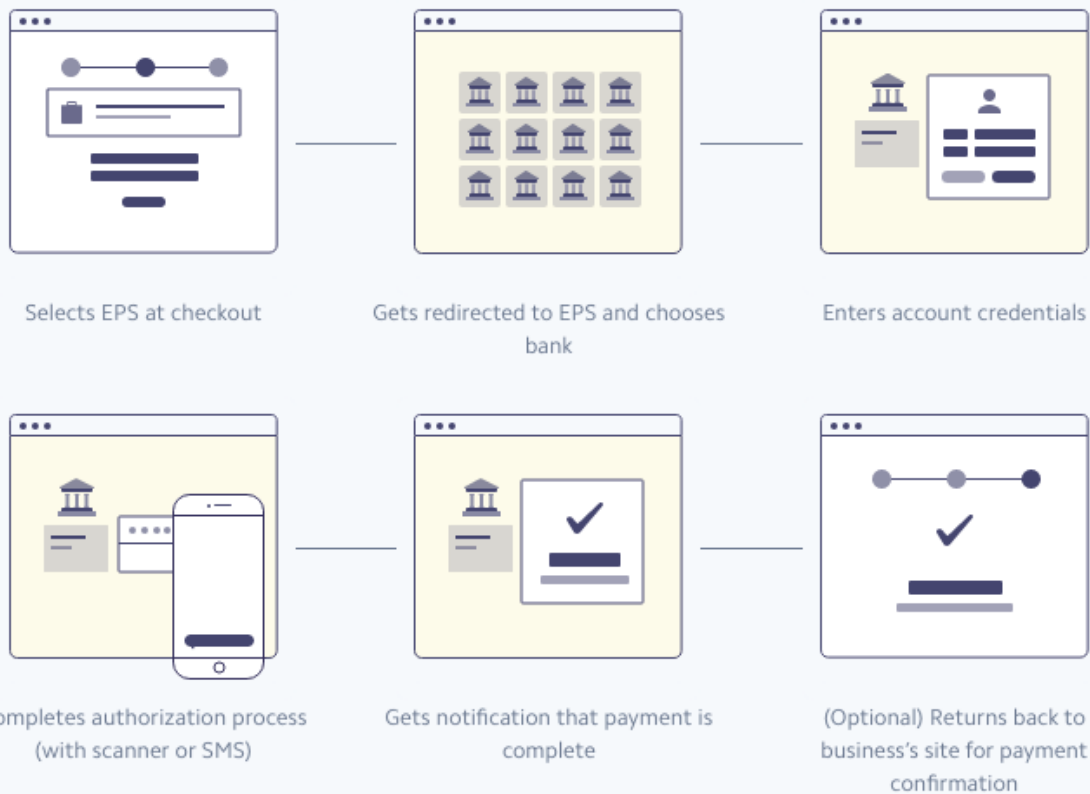 Selects EPS at checkout
Gets redirected to EPS and chooses
bank
Enters account credentials
ompletes authorization process
(with scanner or SMS)
Gets notification that payment is
complete
(Optional) Returns back to
business's site for payment
confirmation